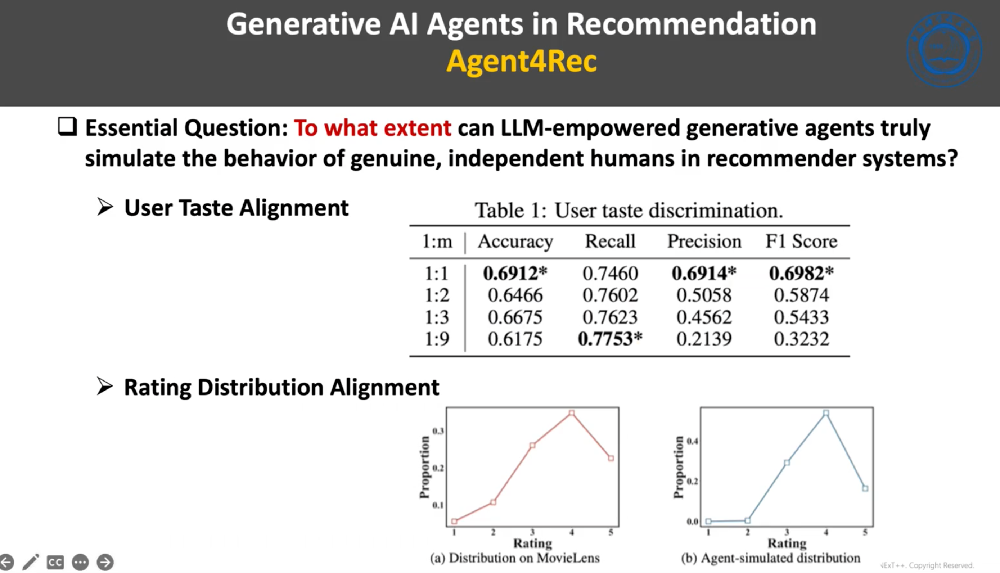 Generative AI Agents in Recommendation
Agent4Rec
❑ Essential Question: To what extent can LLM-empowered generative agents truly
simulate the behavior of genuine, independent humans in recommender systems?
➢ User Taste Alignment
Table 1: User taste discrimination.
1:m | Accuracy Recall Precision F1 Score
1:1 | 0.6912* 0.7460 0.6914* 0.6982*
1:2 | 0.6466 0.7602 0.5058 0.5874
1:3 | 0.6675 0.7623 0.4562 0.5433
1:9 | 0.6175 0.7753* 0.2139 0.3232
➢ Rating Distribution Alignment
Proportion
0.3
0.2
0.1
1 2 3 4 5
Rating
(a) Distribution on MovieLens
Proportion
0.4
0.2
0.0
1 2 3 4 5
Rating
(b) Agent-simulated distribution
CC
NExT++. Copyright Reserved.